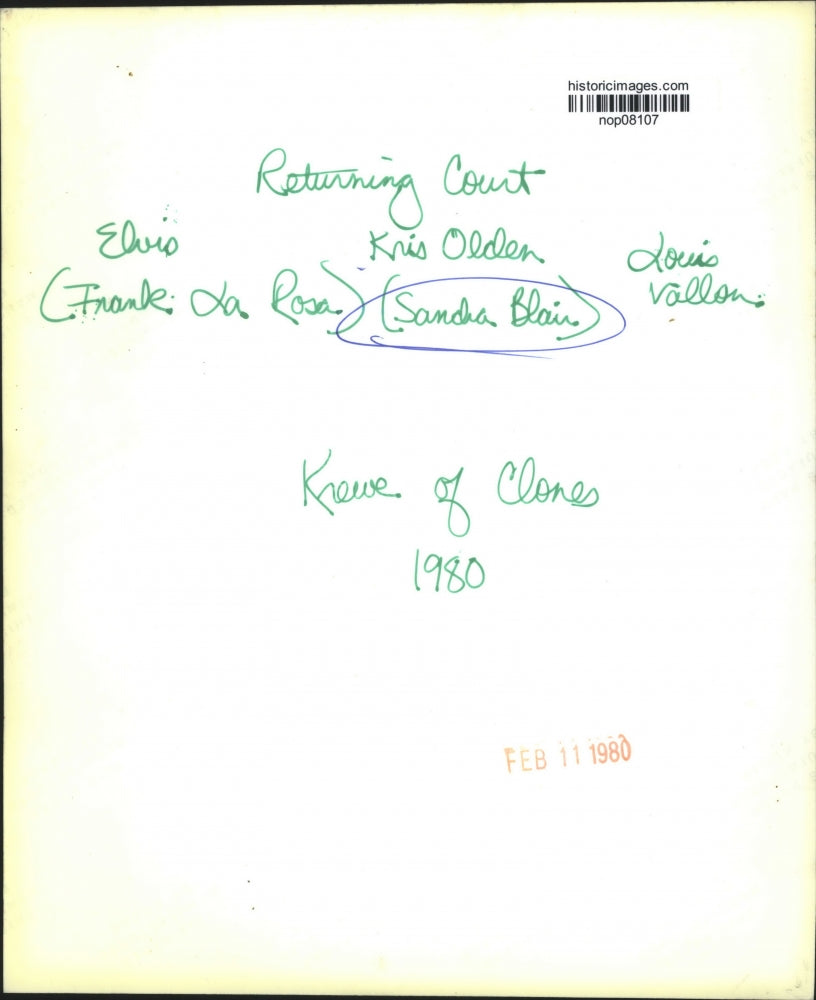 historicimages.com
nop08107
Returning Court
Elvis Kris Olden Louis
(Frank La Rosa) (Sandra Blair) Vallon
Krewe of Clones
1980
FEB 11 1980